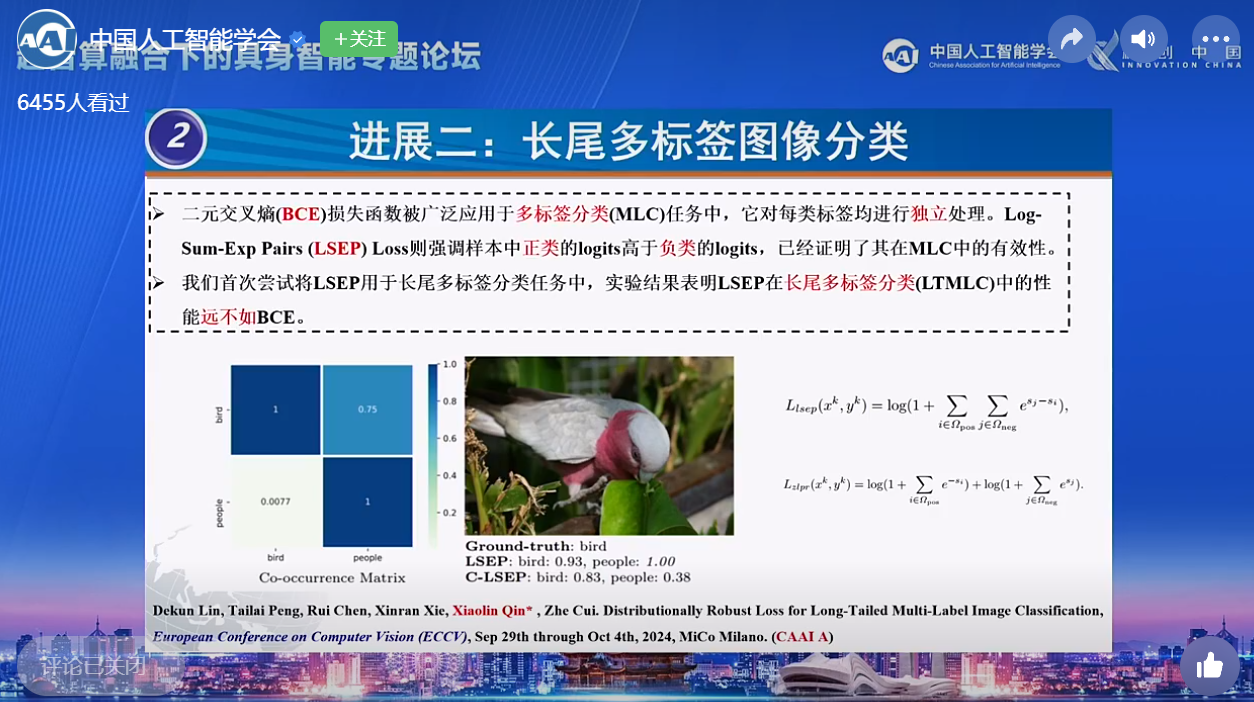 中国人工智能学会
+关注
超智算融合下的具身智能专题论坛
6455人看过
中国人工智能学会
Chinese Association for Artificial Intelligence
中 国
INNOVATION CHINA
2
进展二：长尾多标签图像分类
➢ 二元交叉熵(BCE)损失函数被广泛应用于多标签分类(MLC)任务中，它对每类标签均进行独立处理。Log-
Sum-Exp Pairs (LSEP) Loss则强调样本中正类的logits高于负类的logits，已经证明了其在MLC中的有效性。
➢ 我们首次尝试将LSEP用于长尾多标签分类任务中，实验结果表明LSEP在长尾多标签分类(LTMLC)中的性
能远不如BCE。
bird
people
1
0.75
0.0077
1
bird
people
Co-occurrence Matrix
1.0
0.8
0.6
0.4
0.2
Ground-truth: bird
LSEP: bird: 0.93, people: 1.00
C-LSEP: bird: 0.83, people: 0.38
L_{lsep}(x^k, y^k) = log(1 + ∑_{i∈Ω_{pos}} ∑_{j∈Ω_{neg}} e^{s_j−s_i}),
L_{zlpr}(x^k, y^k) = log(1 + ∑_{i∈Ω_{pos}} e^{−s_i}) + log(1 + ∑_{j∈Ω_{neg}} e^{s_j}).
Dekun Lin, Tailai Peng, Rui Chen, Xinran Xie, Xiaolin Qin* , Zhe Cui. Distributionally Robust Loss for Long-Tailed Multi-Label Image Classification,
European Conference on Computer Vision (ECCV), Sep 29th through Oct 4th, 2024, MiCo Milano. (CAAI A)
评论已关闭